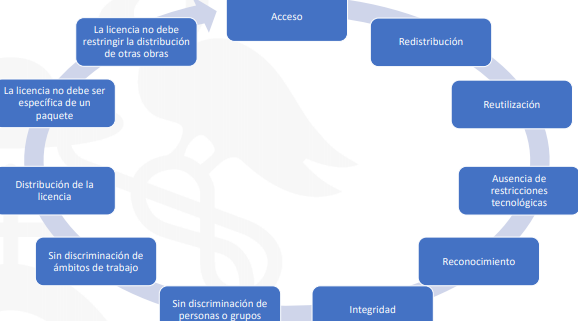 Acceso
Redistribución
Reutilización
Ausencia de
restricciones
tecnológicas
Reconocimiento
Integridad
Sin discriminación de
personas o grupos
Sin discriminación de
ámbitos de trabajo
Distribución de la
licencia
La licencia no debe ser
específica de un
paquete
La licencia no debe
restringir la distribución
de otras obras